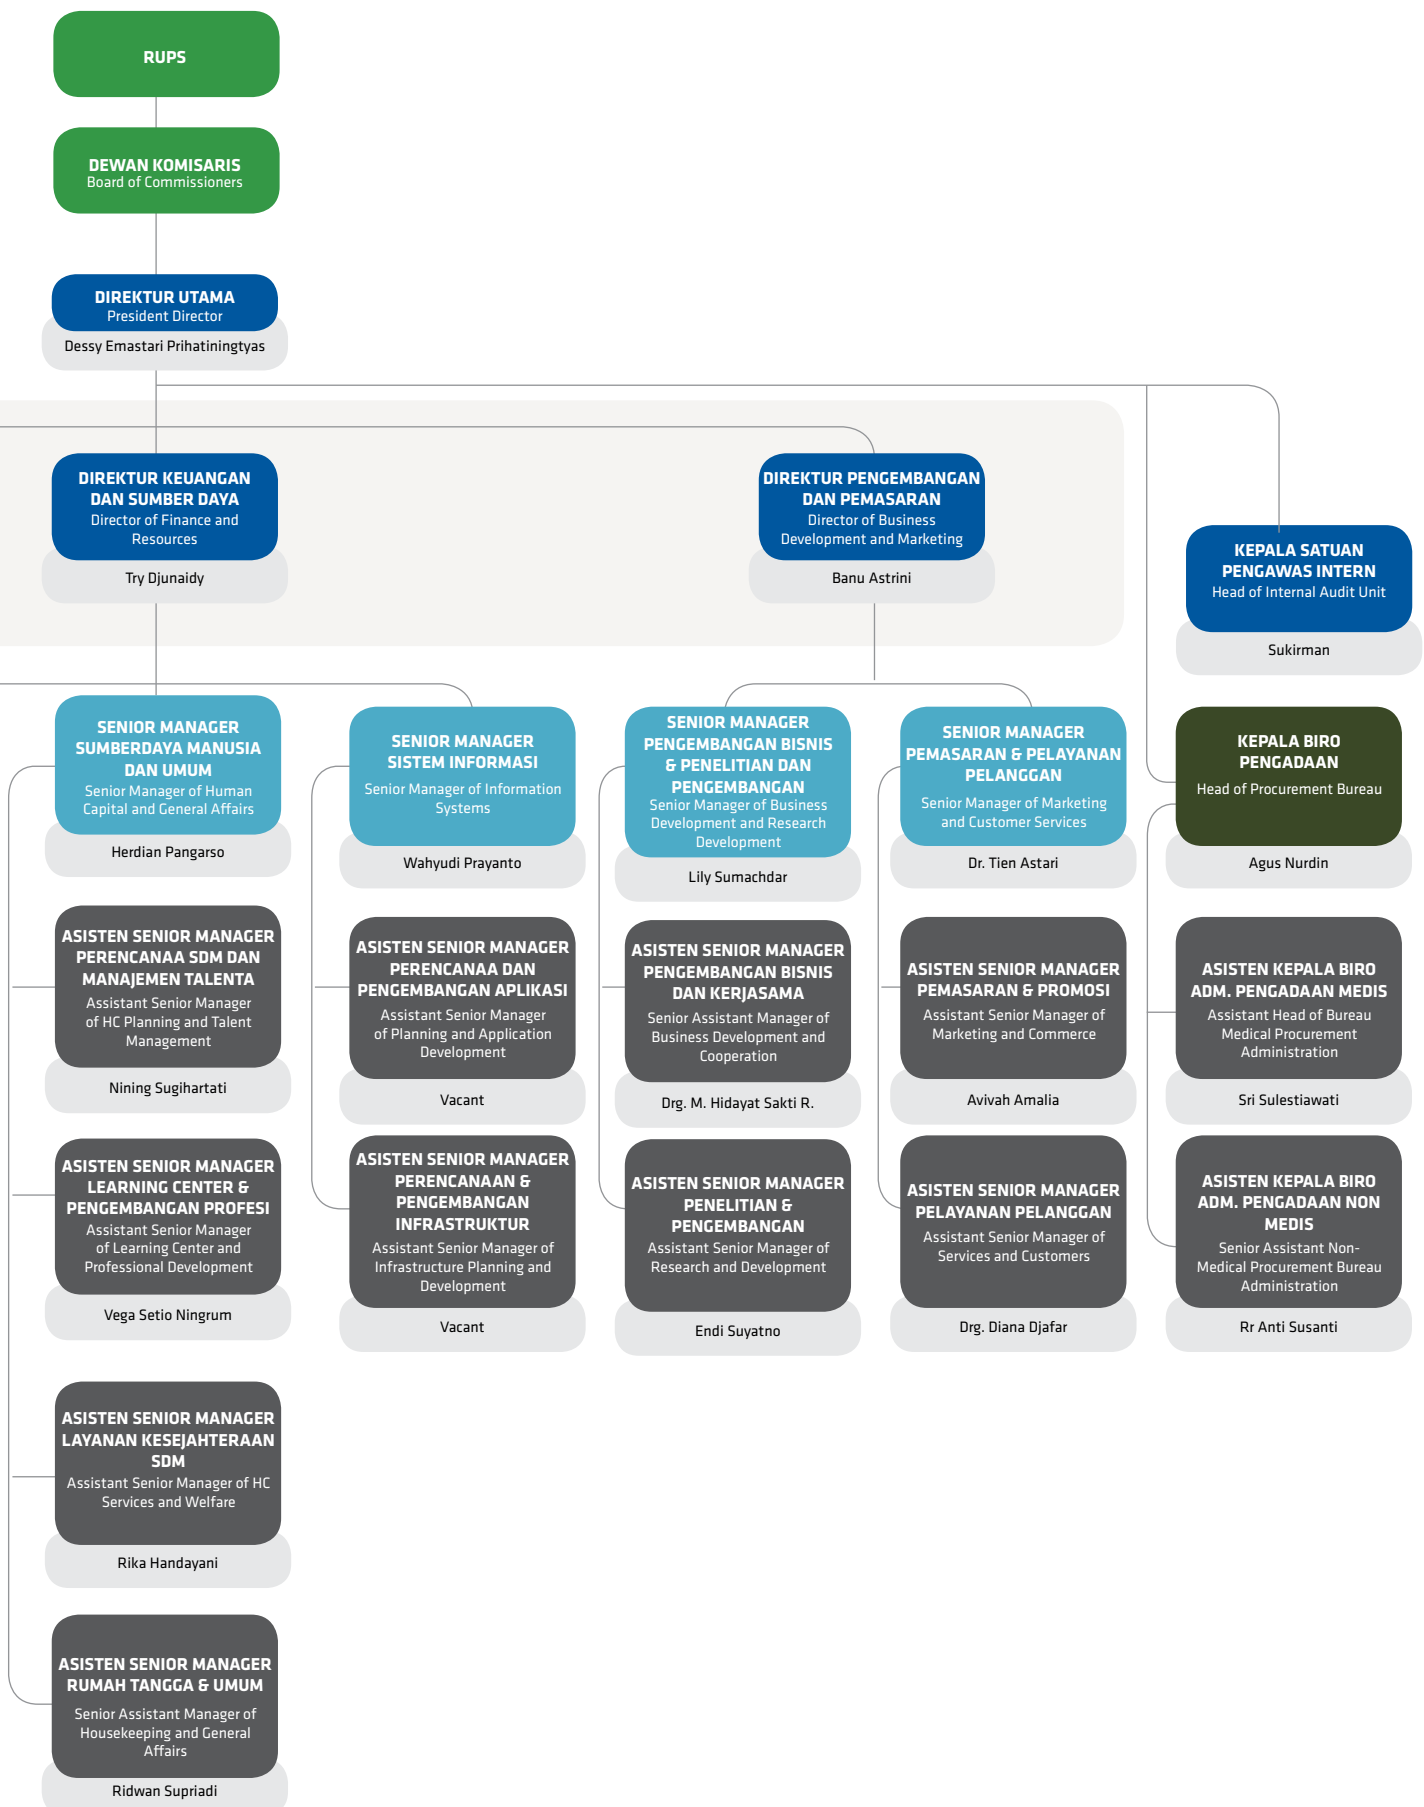 RUPS
DEWAN KOMISARIS
Board of Commissioners
DIREKTUR UTAMA
President Director
Dessy Emastari Prihatiningtyas
DIREKTUR KEUANGAN
DAN SUMBER DAYA
Director of Finance and
Resources
Try Djunaidy
DIREKTUR PENGEMBANGAN
DAN PEMASARAN
Director of Business
Development and Marketing
Banu Astrini
KEPALA SATUAN
PENGAWAS INTERN
Head of Internal Audit Unit
Sukirman
SENIOR MANAGER
SUMBERDAYA MANUSIA
DAN UMUM
Senior Manager of Human
Capital and General Affairs
Herdian Pangarso
SENIOR MANAGER
SISTEM INFORMASI
Senior Manager of Information
Systems
Wahyudi Prayanto
SENIOR MANAGER
PENGEMBANGAN BISNIS
& PENELITIAN DAN
PENGEMBANGAN
Senior Manager of Business
Development and Research
Development
Lily Sumachdar
SENIOR MANAGER
PEMASARAN & PELAYANAN
PELANGGAN
Senior Manager of Marketing
and Customer Services
Dr. Tien Astari
KEPALA BIRO
PENGADAAN
Head of Procurement Bureau
Agus Nurdin
ASISTEN SENIOR MANAGER
PERENCANAA SDM DAN
MANAJEMEN TALENTA
Assistant Senior Manager
of HC Planning and Talent
Management
Nining Sugihartati
ASISTEN SENIOR MANAGER
PERENCANAA DAN
PENGEMBANGAN APLIKASI
Assistant Senior Manager
of Planning and Application
Development
Vacant
ASISTEN SENIOR MANAGER
PENGEMBANGAN BISNIS
DAN KERJASAMA
Senior Assistant Manager of
Business Development and
Cooperation
Drg. M. Hidayat Sakti R.
ASISTEN SENIOR MANAGER
PEMASARAN & PROMOSI
Assistant Senior Manager of
Marketing and Commerce
Avivah Amalia
ASISTEN KEPALA BIRO
ADM. PENGADAAN MEDIS
Assistant Head of Bureau
Medical Procurement
Administration
Sri Sulestiawati
ASISTEN SENIOR MANAGER
LEARNING CENTER &
PENGEMBANGAN PROFESI
Assistant Senior Manager
of Learning Center and
Professional Development
Vega Setio Ningrum
ASISTEN SENIOR MANAGER
PERENCANAAN &
PENGEMBANGAN
INFRASTRUKTUR
Assistant Senior Manager of
Infrastructure Planning and
Development
Vacant
ASISTEN SENIOR MANAGER
PENELITIAN &
PENGEMBANGAN
Assistant Senior Manager of
Research and Development
Endi Suyatno
ASISTEN SENIOR MANAGER
PELAYANAN PELANGGAN
Assistant Senior Manager of
Services and Customers
Drg. Diana Djafar
ASISTEN KEPALA BIRO
ADM. PENGADAAN NON
MEDIS
Senior Assistant Non-
Medical Procurement Bureau
Administration
Rr Anti Susanti
ASISTEN SENIOR MANAGER
LAYANAN KESEJAHTERAAN
SDM
Assistant Senior Manager of HC
Services and Welfare
Rika Handayani
ASISTEN SENIOR MANAGER
RUMAH TANGGA & UMUM
Senior Assistant Manager of
Housekeeping and General
Affairs
Ridwan Supriadi